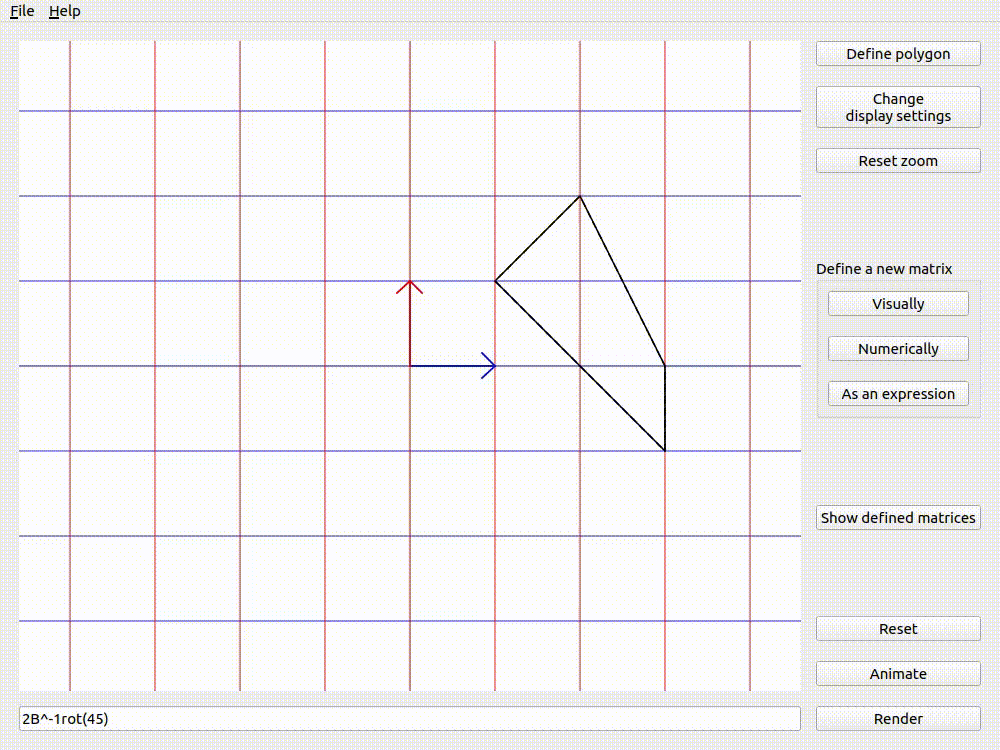 File Help
Define polygon
Change
display settings
Reset zoom
Define a new matrix
Visually
Numerically
As an expression
Show defined matrices
Reset
Animate
2B^-1rot(45)
Render